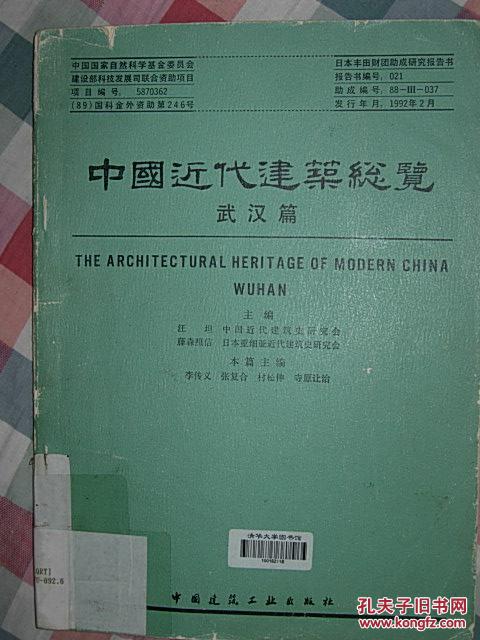 中国国家自然科学基金委员会
建设部科技发展司联合资助项目
项目编号, 5870362
(89)国科金外资助第246号
日本丰田财团助成研究报告书
报告书编号, 021
助成编号, 88-Ⅲ-037
发行年月, 1992年2月
中國近代建築総覽
武汉篇
THE ARCHITECTURAL HERITAGE OF MODERN CHINA
WUHAN
主编
汪 坦 中国近代建筑史研究会
藤森照信 日本亚细亚近代建筑史研究会
本篇主编
李传义 张复合 村松伸 寺原让治
清华大学图书馆
QRT]
U-092.6
中国建筑工业出版社
孔夫子旧书网
KONGFZ.COM